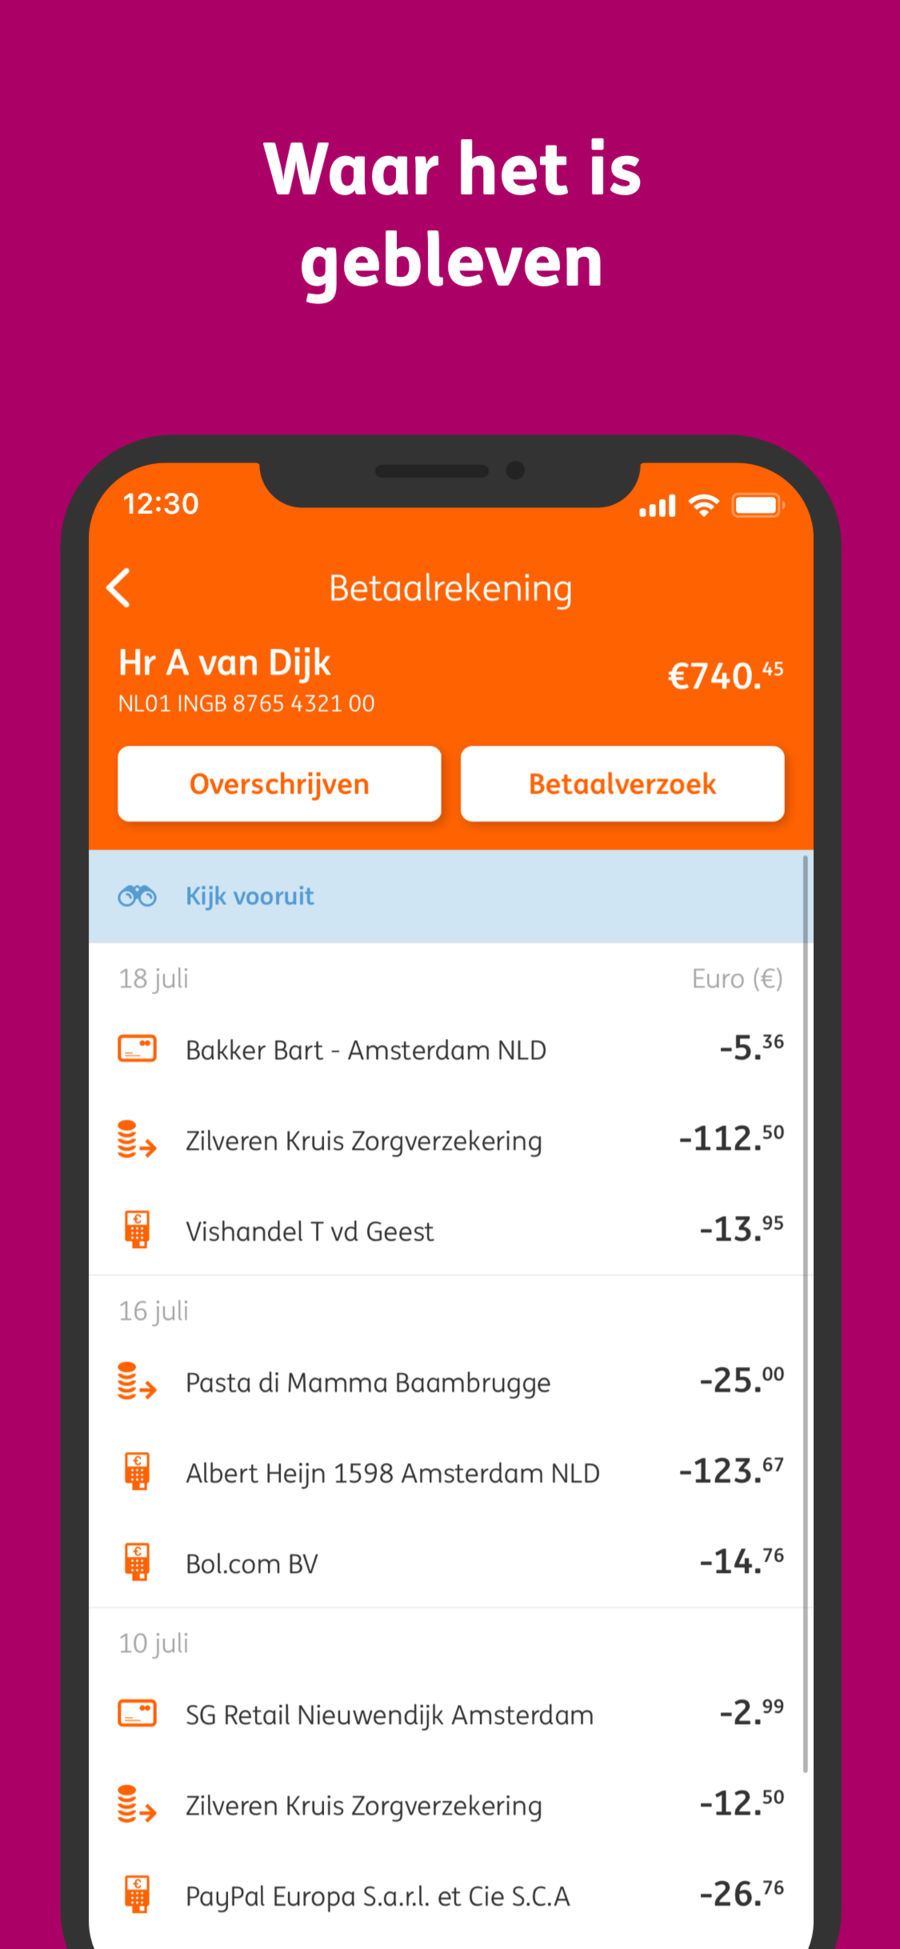 Waar het is
gebleven
12:30
Betaalrekening
Hr A van Dijk
€740.45
NL01 INGB 8765 4321 00
Overschrijven
Betaalverzoek
Kijk vooruit
18 juli Euro (€)
Bakker Bart - Amsterdam NLD -5.36
Zilveren Kruis Zorgverzekering -112.50
Vishandel T vd Geest -13.95
16 juli
Pasta di Mamma Baambrugge -25.00
Albert Heijn 1598 Amsterdam NLD -123.67
Bol.com BV -14.76
10 juli
SG Retail Nieuwendijk Amsterdam -2.99
Zilveren Kruis Zorgverzekering -12.50
PayPal Europa S.a.r.l. et Cie S.C.A -26.76